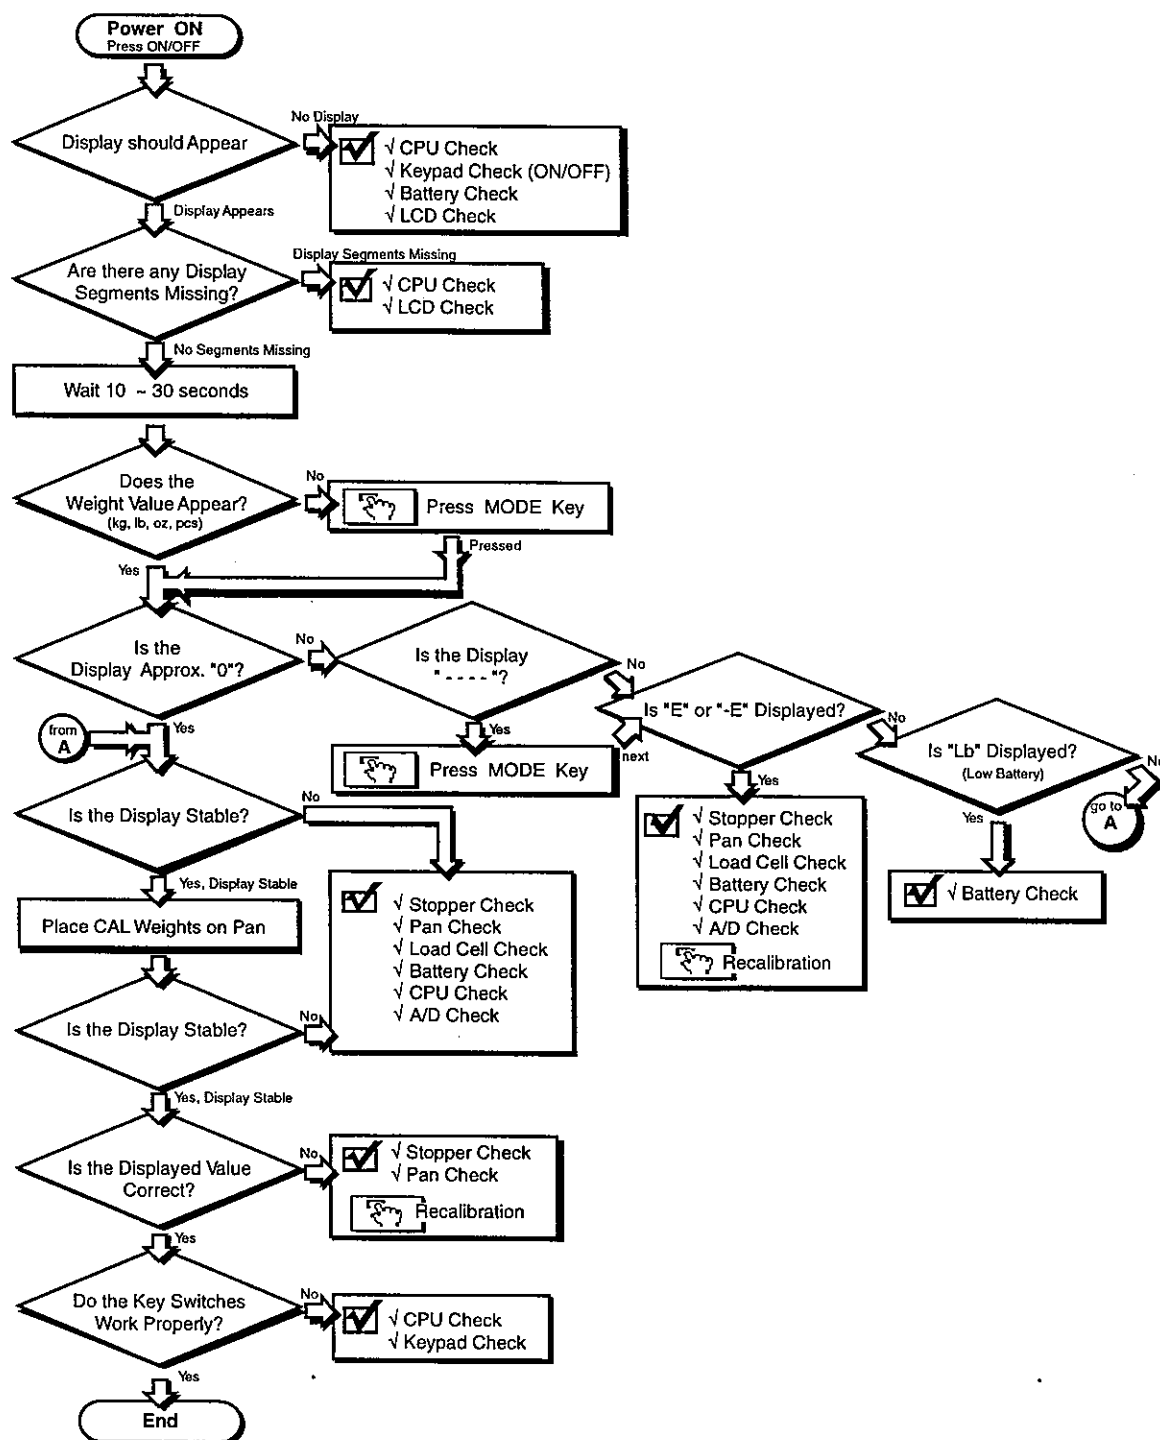 Power ON
Press ON/OFF
Display should Appear
No Display
√ CPU Check
√ Keypad Check (ON/OFF)
√ Battery Check
√ LCD Check
Display Appears
Are there any Display
Segments Missing?
Display Segments Missing
√ CPU Check
√ LCD Check
No Segments Missing
Wait 10 ~ 30 seconds
Does the
Weight Value Appear?
(kg, lb, oz, pcs)
No
Press MODE Key
Pressed
Yes
Is the
Display Approx. "0"?
No
Is the Display
"- - - - "?
No
Is "E" or "-E" Displayed?
No
Is "Lb" Displayed?
(Low Battery)
No
go to
A
Yes
Press MODE Key
next
Yes
√ Stopper Check
√ Pan Check
√ Load Cell Check
√ Battery Check
√ CPU Check
√ A/D Check
Recalibration
Yes
√ Battery Check
from
A
Yes
Is the Display Stable?
No
√ Stopper Check
√ Pan Check
√ Load Cell Check
√ Battery Check
√ CPU Check
√ A/D Check
Yes, Display Stable
Place CAL Weights on Pan
Is the Display Stable?
No
Yes, Display Stable
Is the Displayed Value
Correct?
No
√ Stopper Check
√ Pan Check
Recalibration
Yes
Do the Key Switches
Work Properly?
No
√ CPU Check
√ Keypad Check
Yes
End